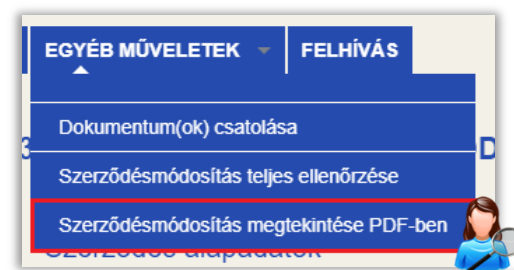 EGYÉB MŰVELETEK FELHÍVÁS
Dokumentum(ok) csatolása
Szerződésmódosítás teljes ellenőrzése
Szerződésmódosítás megtekintése PDF-ben